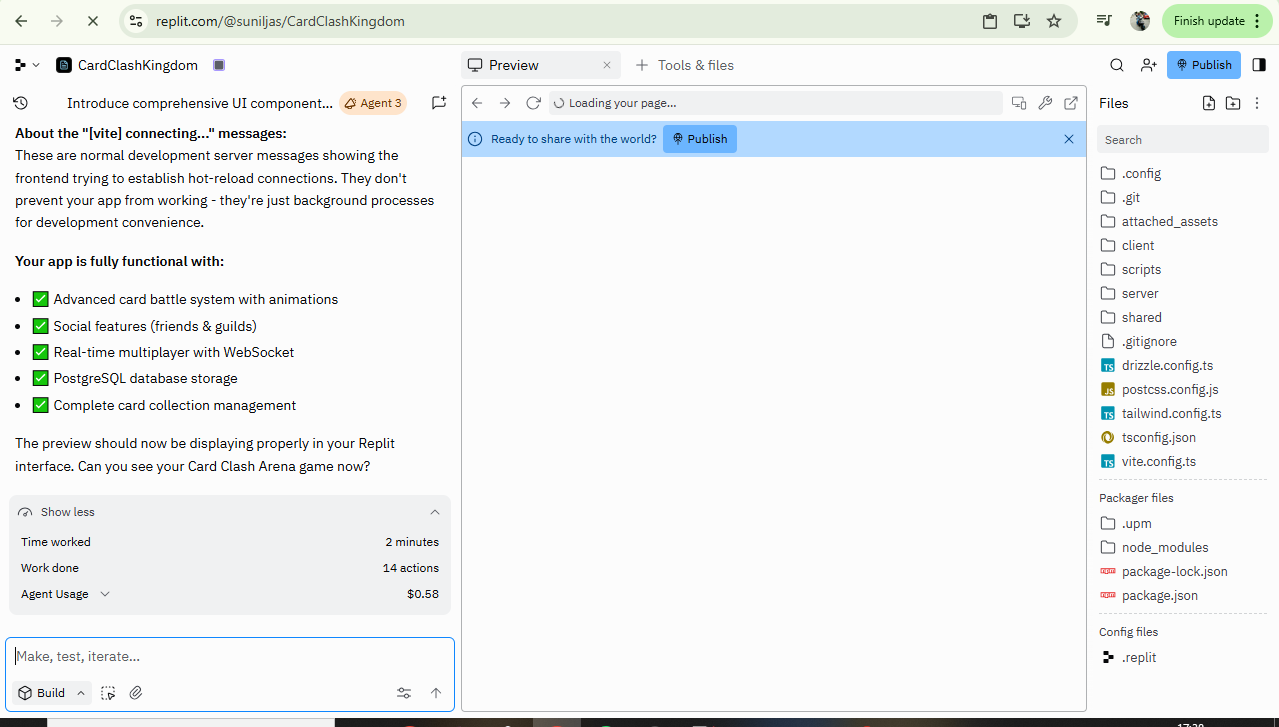 replit.com/@suniljas/CardClashKingdom
Finish update
CardClashKingdom
Preview
Tools & files
Publish
Introduce comprehensive UI component...
Agent 3
Loading your page...
Files
About the "[vite] connecting..." messages:
These are normal development server messages showing the
frontend trying to establish hot-reload connections. They don't
prevent your app from working - they're just background processes
for development convenience.
Your app is fully functional with:
• ✅ Advanced card battle system with animations
• ✅ Social features (friends & guilds)
• ✅ Real-time multiplayer with WebSocket
• ✅ PostgreSQL database storage
• ✅ Complete card collection management
The preview should now be displaying properly in your Replit
interface. Can you see your Card Clash Arena game now?
Show less
Time worked 2 minutes
Work done 14 actions
Agent Usage $0.58
Make, test, iterate...
Build
Ready to share with the world?
Publish
Search
.config
.git
attached_assets
client
scripts
server
shared
.gitignore
TS drizzle.config.ts
JS postcss.config.js
TS tailwind.config.ts
tsconfig.json
TS vite.config.ts
Packager files
.upm
node_modules
npm package-lock.json
npm package.json
Config files
.replit